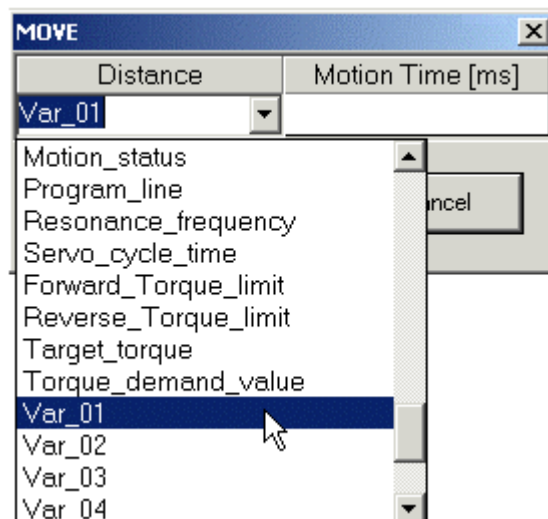 MOVE
Distance Motion Time [ms]
Var_01
Motion_status
Program_line
Resonance_frequency
Servo_cycle_time
Forward_Torque_limit
Reverse_Torque_limit
Target_torque
Torque_demand_value
Var_01
Var_02
Var_03
Var_04